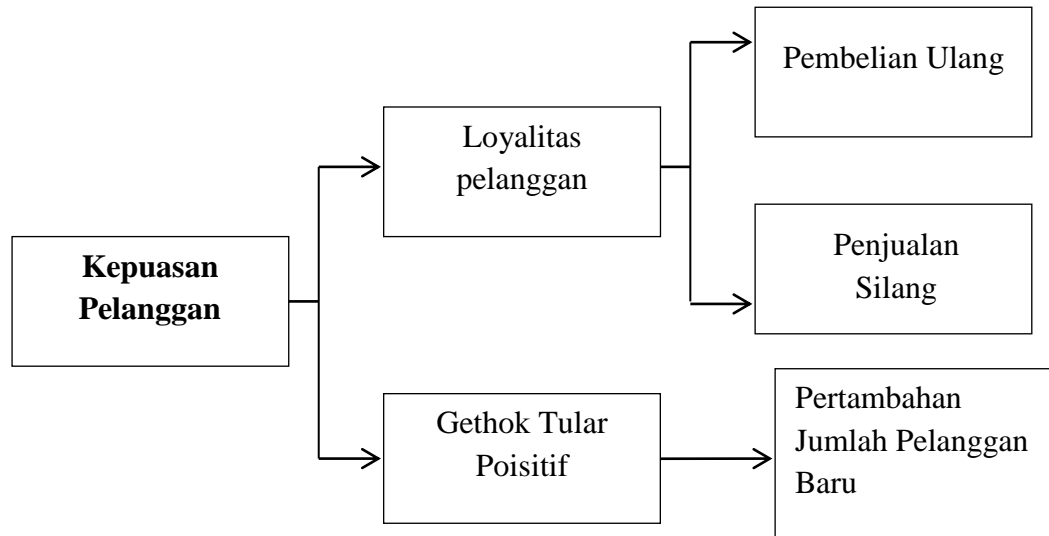 Kepuasan
Pelanggan
Loyalitas
pelanggan
Pembelian Ulang
Penjualan
Silang
Gethok Tular
Poisitif
Pertambahan
Jumlah Pelanggan
Baru